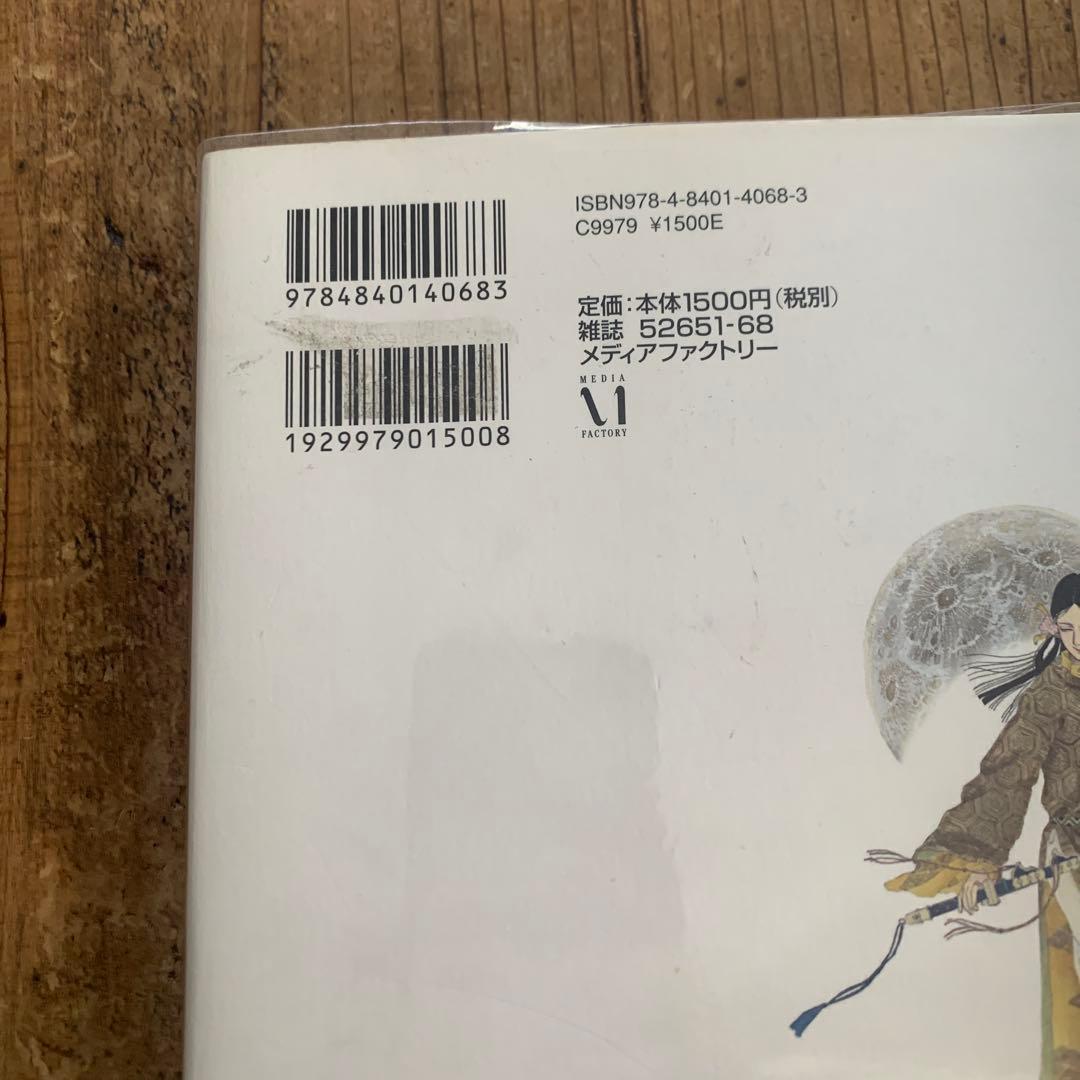 9784840140683
1929979015008
ISBN978-4-8401-4068-3
C9979 ¥1500E
定価：本体1500円（税別）
雑誌 52651-68
メディアファクトリー
MEDIA
FACTORY